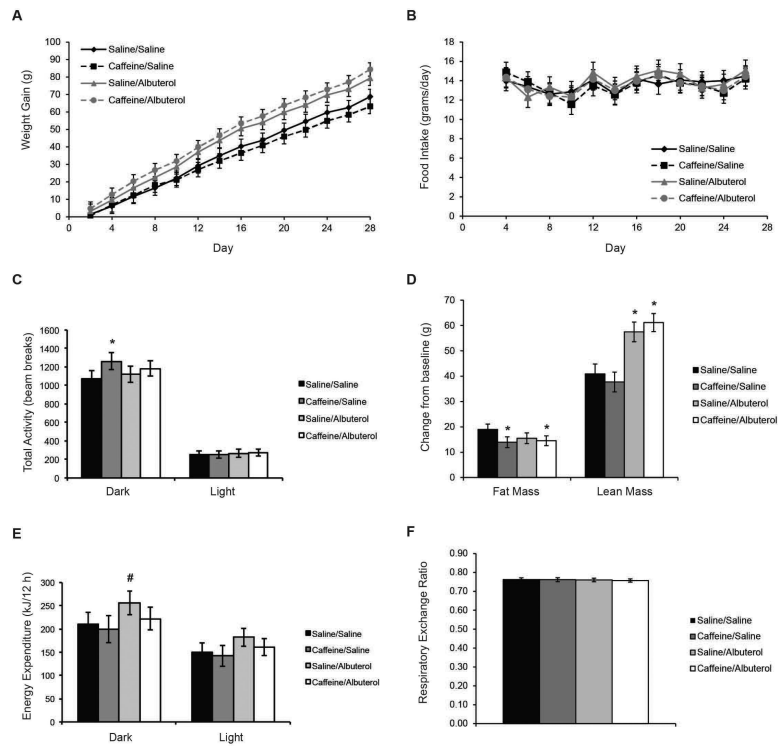 A
Weight Gain (g)
100
90
80
70
60
50
40
30
20
10
0
Saline/Saline
Caffeine/Saline
Saline/Albuterol
Caffeine/Albuterol
0 4 8 12 16 20 24 28
Day
B
Food Intake (grams/day)
18
16
14
12
10
8
6
4
2
0
Saline/Saline
Caffeine/Saline
Saline/Albuterol
Caffeine/Albuterol
0 4 8 12 16 20 24 28
Day
C
Total Activity (beam breaks)
1600
1400
1200
1000
800
600
400
200
0
*
Dark Light
Saline/Saline
Caffeine/Saline
Saline/Albuterol
Caffeine/Albuterol
D
Change from baseline (g)
70
60
50
40
30
20
10
0
* * * *
Fat Mass Lean Mass
Saline/Saline
Caffeine/Saline
Saline/Albuterol
Caffeine/Albuterol
E
Energy Expenditure (kJ/12 h)
300
250
200
150
100
50
0
#
Dark Light
Saline/Saline
Caffeine/Saline
Saline/Albuterol
Caffeine/Albuterol
F
Respiratory Exchange Ratio
0.90
0.80
0.70
0.60
0.50
0.40
0.30
0.20
0.10
0.00
Saline/Saline
Caffeine/Saline
Saline/Albuterol
Caffeine/Albuterol